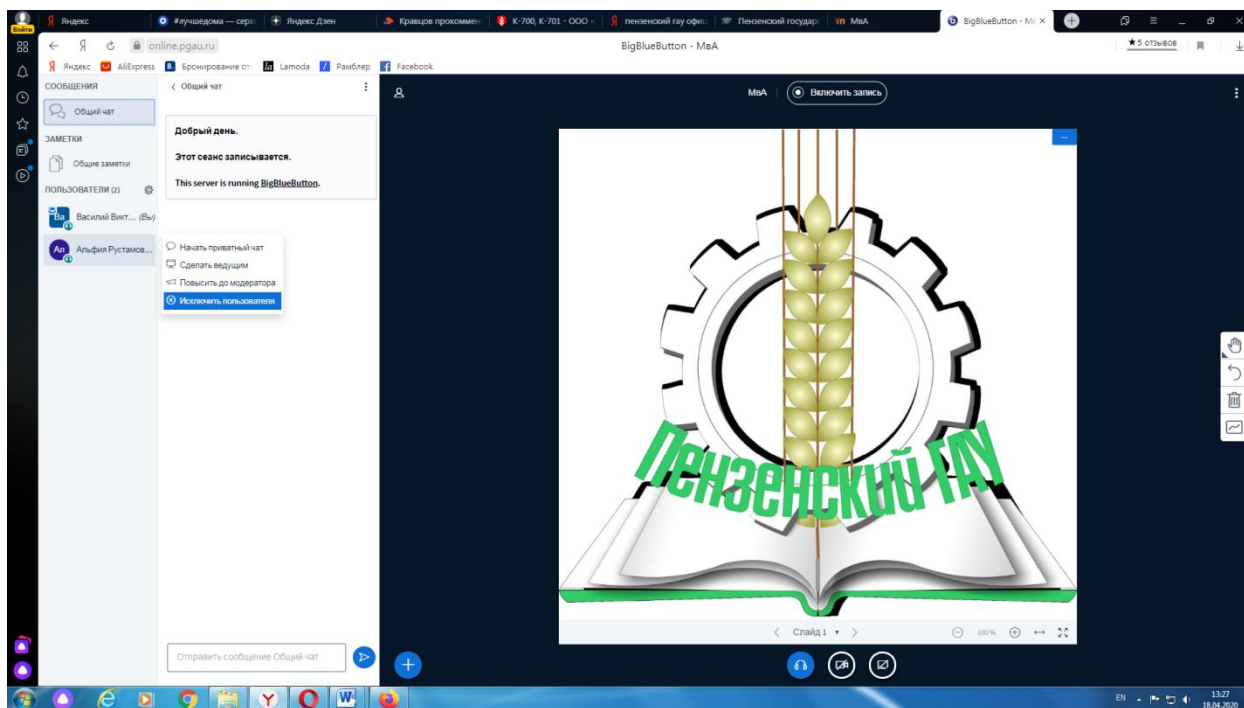 Войти
Яндекс
#лучшедома — сер
Яндекс Дзен
Кравцов прокоммен
К-700, К-701 - ООО «
пензенский гау офи
Пензенский государ
МвА
BigBlueButton - Мв
online.pgau.ru
BigBlueButton - МвА
★ 5 отзывов
Яндекс
AliExpress
Бронирование от
Lamoda
Рамблер
Facebook
СООБЩЕНИЯ
Общий чат
ЗАМЕТКИ
Общие заметки
ПОЛЬЗОВАТЕЛИ (2)
Ва Василий Викт... (Вы)
Ал Альфия Рустамов...
Общий чат
Добрый день.
Этот сеанс записывается.
This server is running BigBlueButton.
Начать приватный чат
Сделать ведущим
Повысить до модератора
Исключить пользователя
Отправить сообщение Общий чат
МвА
Включить запись
Пензенский ГАУ
Слайд 1
100%
EN
13:27
18.04.2020